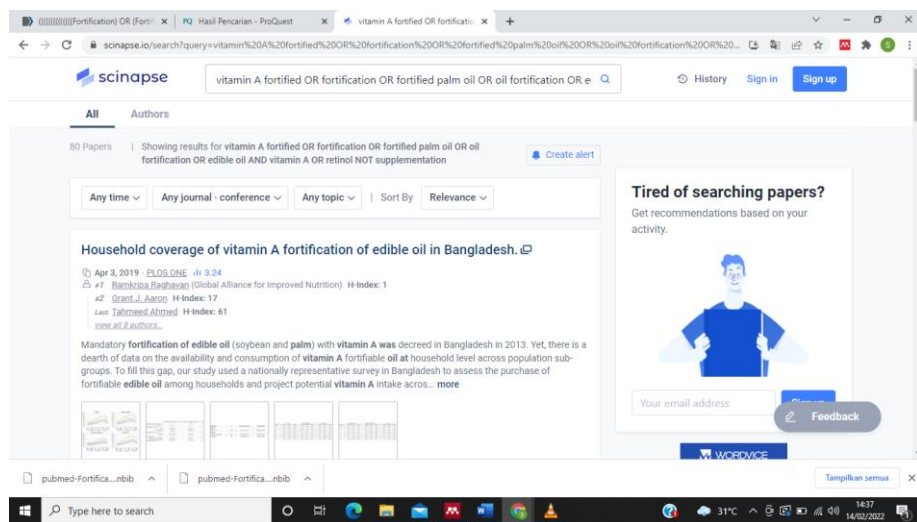 ((((((((((((Fortification) OR (Fortifi
Hasil Pencarian - ProQuest
vitamin A fortified OR fortificatio
scinapse.io/search?query=vitamin%20A%20fortified%20OR%20fortification%20OR%20fortified%20palm%20oil%20OR%20oil%20fortification%20OR%20...
scinapse
vitamin A fortified OR fortification OR fortified palm oil OR oil fortification OR e
History
Sign in
Sign up
All
Authors
80 Papers
Showing results for vitamin A fortified OR fortification OR fortified palm oil OR oil
fortification OR edible oil AND vitamin A OR retinol NOT supplementation
Create alert
Any time
Any journal · conference
Any topic
Sort By
Relevance
Household coverage of vitamin A fortification of edible oil in Bangladesh.
Apr 3, 2019 · PLOS ONE 3.24
#1 Ramkripa Raghavan (Global Alliance for Improved Nutrition) H-Index: 1
#2 Grant J. Aaron H-Index: 17
Last. Tahmeed Ahmed H-Index: 61
view all 9 authors...
Mandatory fortification of edible oil (soybean and palm) with vitamin A was decreed in Bangladesh in 2013. Yet, there is a
dearth of data on the availability and consumption of vitamin A fortifiable oil at household level across population sub-
groups. To fill this gap, our study used a nationally representative survey in Bangladesh to assess the purchase of
fortifiable edible oil among households and project potential vitamin A intake acros... more
Tired of searching papers?
Get recommendations based on your
activity.
Your email address
Sign up
Feedback
WORDVICE
pubmed-Fortifica....nbib
pubmed-Fortifica....nbib
Tampilkan semua
Type here to search
31°C
14:37
14/02/2022